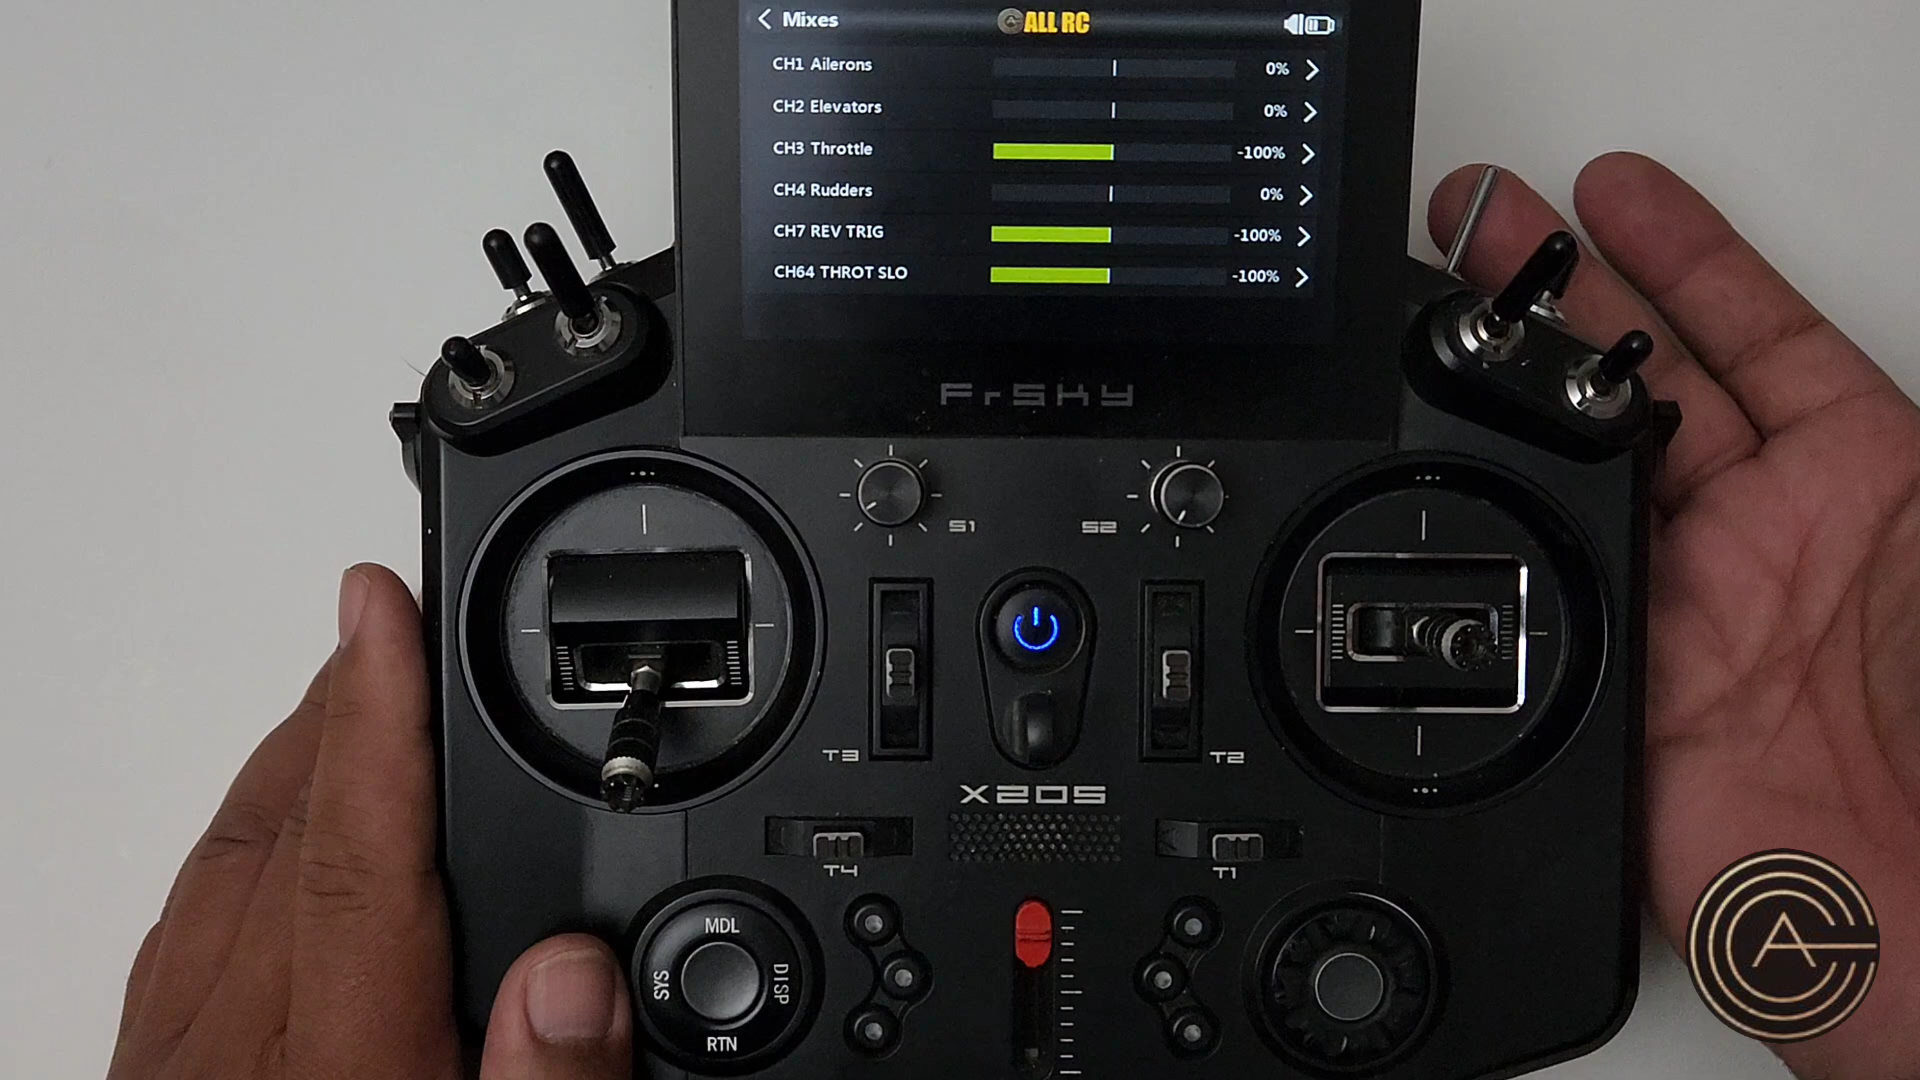 Mixes
ALL RC
CH1 Ailerons 0%
CH2 Elevators 0%
CH3 Throttle -100%
CH4 Rudders 0%
CH7 REV TRIG -100%
CH64 THROT SLO -100%
FrSKY
S1 S2
T3 T2
X20S
T4 T1
MDL
SYS DISP
RTN
A